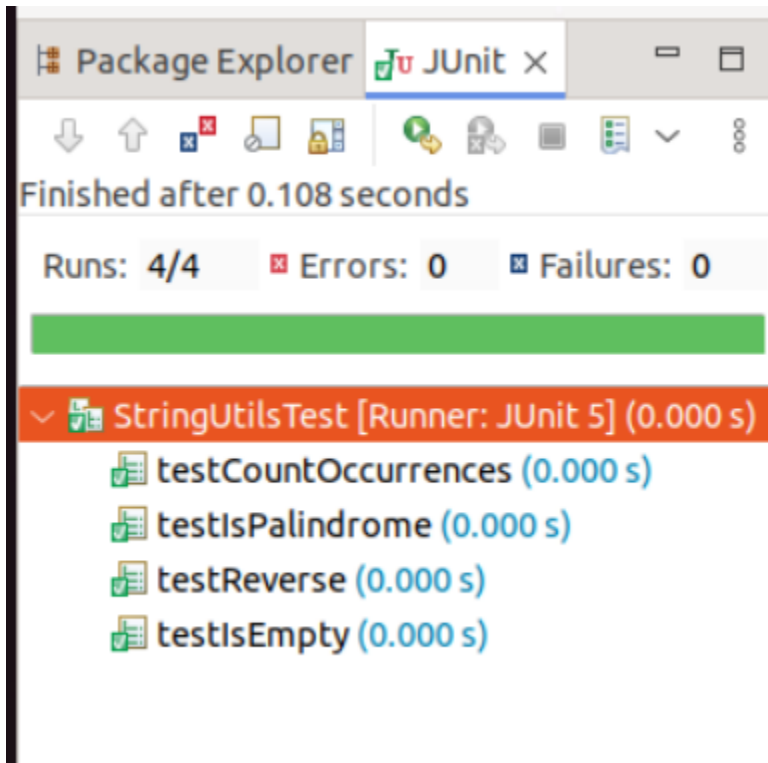 Package Explorer JUnit
Finished after 0.108 seconds
Runs: 4/4 Errors: 0 Failures: 0
StringUtilsTest [Runner: JUnit 5] (0.000 s)
testCountOccurrences (0.000 s)
testIsPalindrome (0.000 s)
testReverse (0.000 s)
testIsEmpty (0.000 s)